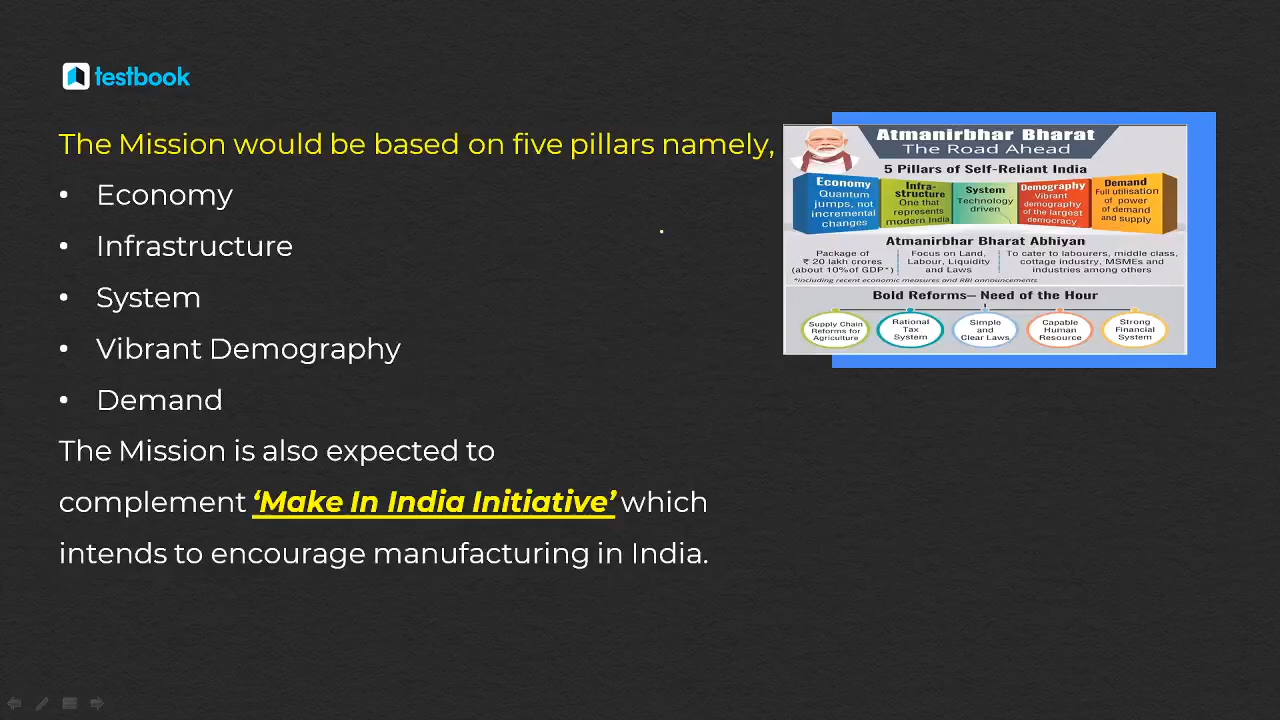 testbook
The Mission would be based on five pillars namely,
• Economy
• Infrastructure
• System
• Vibrant Demography
• Demand
The Mission is also expected to
complement ‘Make In India Initiative’ which
intends to encourage manufacturing in India.
Atmanirbhar Bharat
The Road Ahead
5 Pillars of Self-Reliant India
Economy
Quantum
jumps, not
incremental
changes
Infra-
structure
One that
represents
modern India
System
Technology
driven
Demography
Vibrant
demography
of the largest
democracy
Demand
Full utilisation
of power
of demand
and supply
Atmanirbhar Bharat Abhiyan
Package of
₹ 20 lakh crores
(about 10%of GDP*)
Focus on Land,
Labour, Liquidity
and Laws
To cater to labourers, middle class,
cottage industry, MSMEs and
industries among others
*including recent economic measures and RBI announcements.
Bold Reforms— Need of the Hour
Supply Chain
Reforms for
Agriculture
Rational
Tax
System
Simple
and
Clear Laws
Capable
Human
Resource
Strong
Financial
System